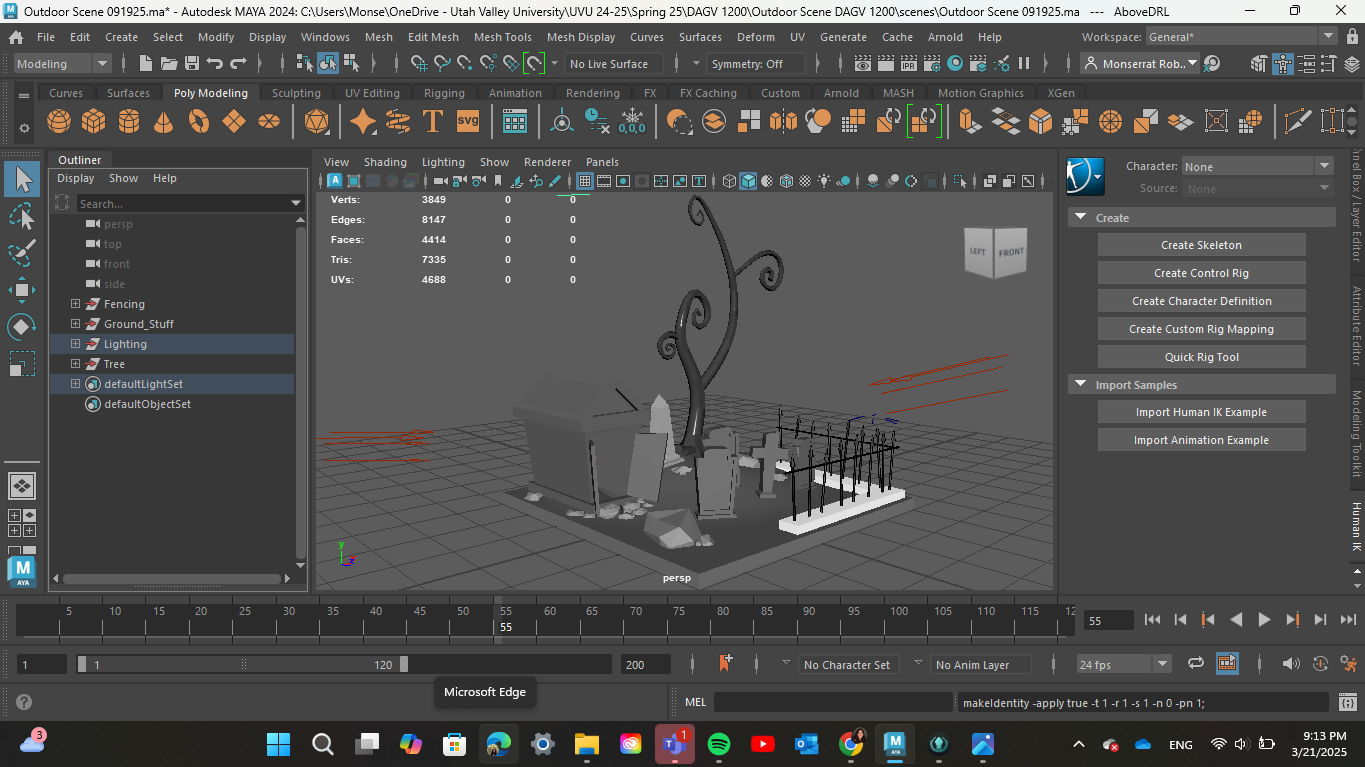 Outdoor Scene 091925.ma* - Autodesk MAYA 2024: C:\Users\Monse\OneDrive - Utah Valley University\UVU 24-25\Spring 25\DAGV 1200\Outdoor Scene DAGV 1200\scenes\Outdoor Scene 091925.ma --- AboveDRL
File Edit Create Select Modify Display Windows Mesh Edit Mesh Mesh Tools Mesh Display Curves Surfaces Deform UV Generate Cache Arnold Help Workspace: General*
Modeling No Live Surface Symmetry: Off Monserrat Rob..
Curves Surfaces Poly Modeling Sculpting UV Editing Rigging Animation Rendering FX FX Caching Custom Arnold MASH Motion Graphics XGen
T svg 0,0,0
Outliner
Display Show Help
Search...
persp
top
front
side
Fencing
Ground_Stuff
Lighting
Tree
defaultLightSet
defaultObjectSet
View Shading Lighting Show Renderer Panels
Verts: 3849 0 0
Edges: 8147 0 0
Faces: 4414 0 0
Tris: 7335 0 0
UVs: 4688 0 0
LEFT FRONT
y
z
persp
Character: None
Source: None
Create
Create Skeleton
Create Control Rig
Create Character Definition
Create Custom Rig Mapping
Quick Rig Tool
Import Samples
Import Human IK Example
Import Animation Example
Attribute Editor
Modeling Toolkit
Human IK
M
AYA
5 10 15 20 25 30 35 40 45 50 55 60 65 70 75 80 85 90 95 100 105 110 115 12
55 55
1 1 120 200 No Character Set No Anim Layer 24 fps
Microsoft Edge
MEL makeIdentity -apply true -t 1 -r 1 -s 1 -n 0 -pn 1;
3 1 ENG 9:13 PM
3/21/2025